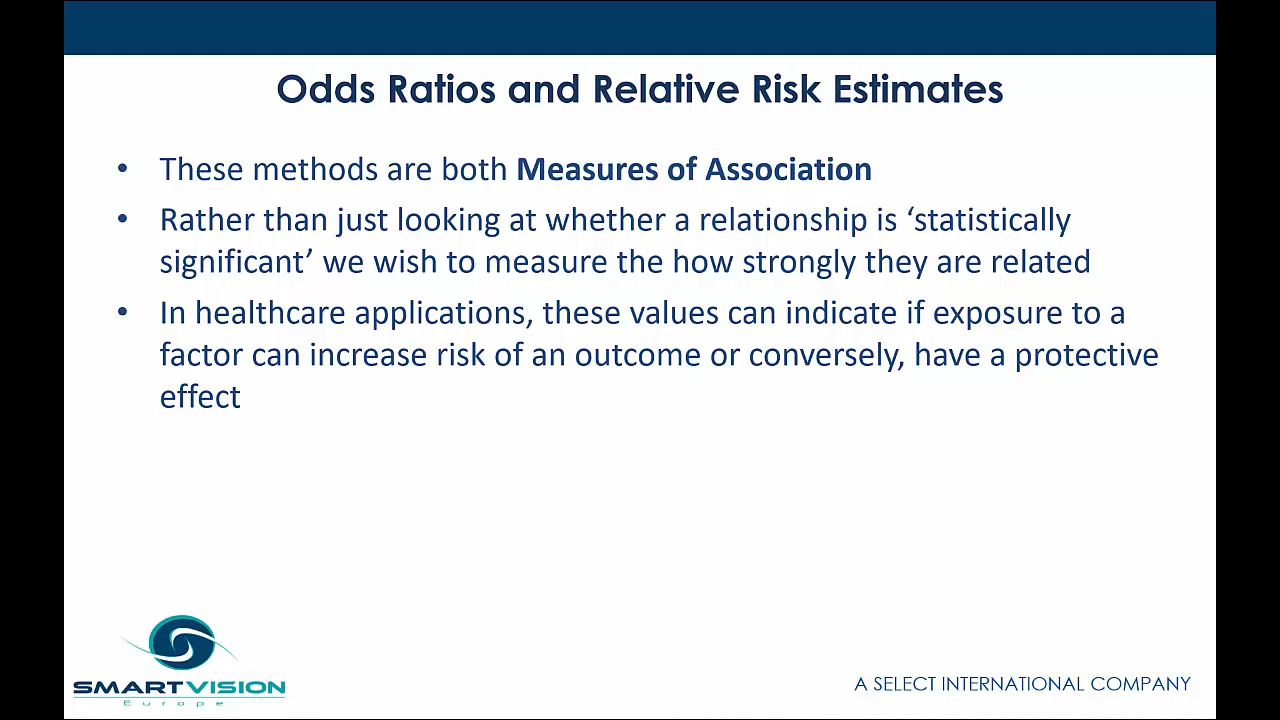 Odds Ratios and Relative Risk Estimates
• These methods are both Measures of Association
• Rather than just looking at whether a relationship is ‘statistically
significant’ we wish to measure the how strongly they are related
• In healthcare applications, these values can indicate if exposure to a
factor can increase risk of an outcome or conversely, have a protective
effect
SMARTVISION
Europe
A SELECT INTERNATIONAL COMPANY